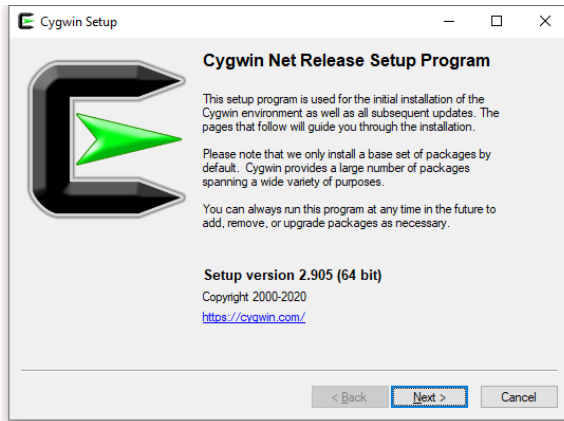 Cygwin Setup
Cygwin Net Release Setup Program
This setup program is used for the initial installation of the
Cygwin environment as well as all subsequent updates. The
pages that follow will guide you through the installation.
Please note that we only install a base set of packages by
default. Cygwin provides a large number of packages
spanning a wide variety of purposes.
You can always run this program at any time in the future to
add, remove, or upgrade packages as necessary.
Setup version 2.905 (64 bit)
Copyright 2000-2020
https://cygwin.com/
< Back
Next >
Cancel